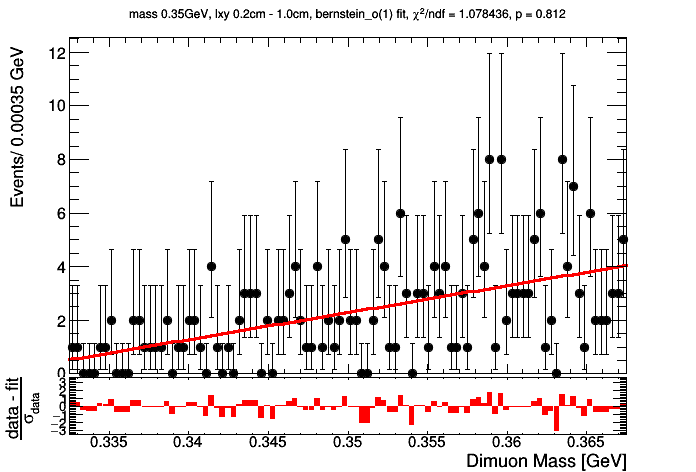 mass 0.35GeV, lxy 0.2cm - 1.0cm, bernstein_o(1) fit, χ²/ndf = 1.078436, p = 0.812
Events/ 0.00035 GeV
12
10
8
6
4
2
0
data - fit
σdata
3
2
1
0
−1
−2
−3
0.335 0.34 0.345 0.35 0.355 0.36 0.365
Dimuon Mass [GeV]